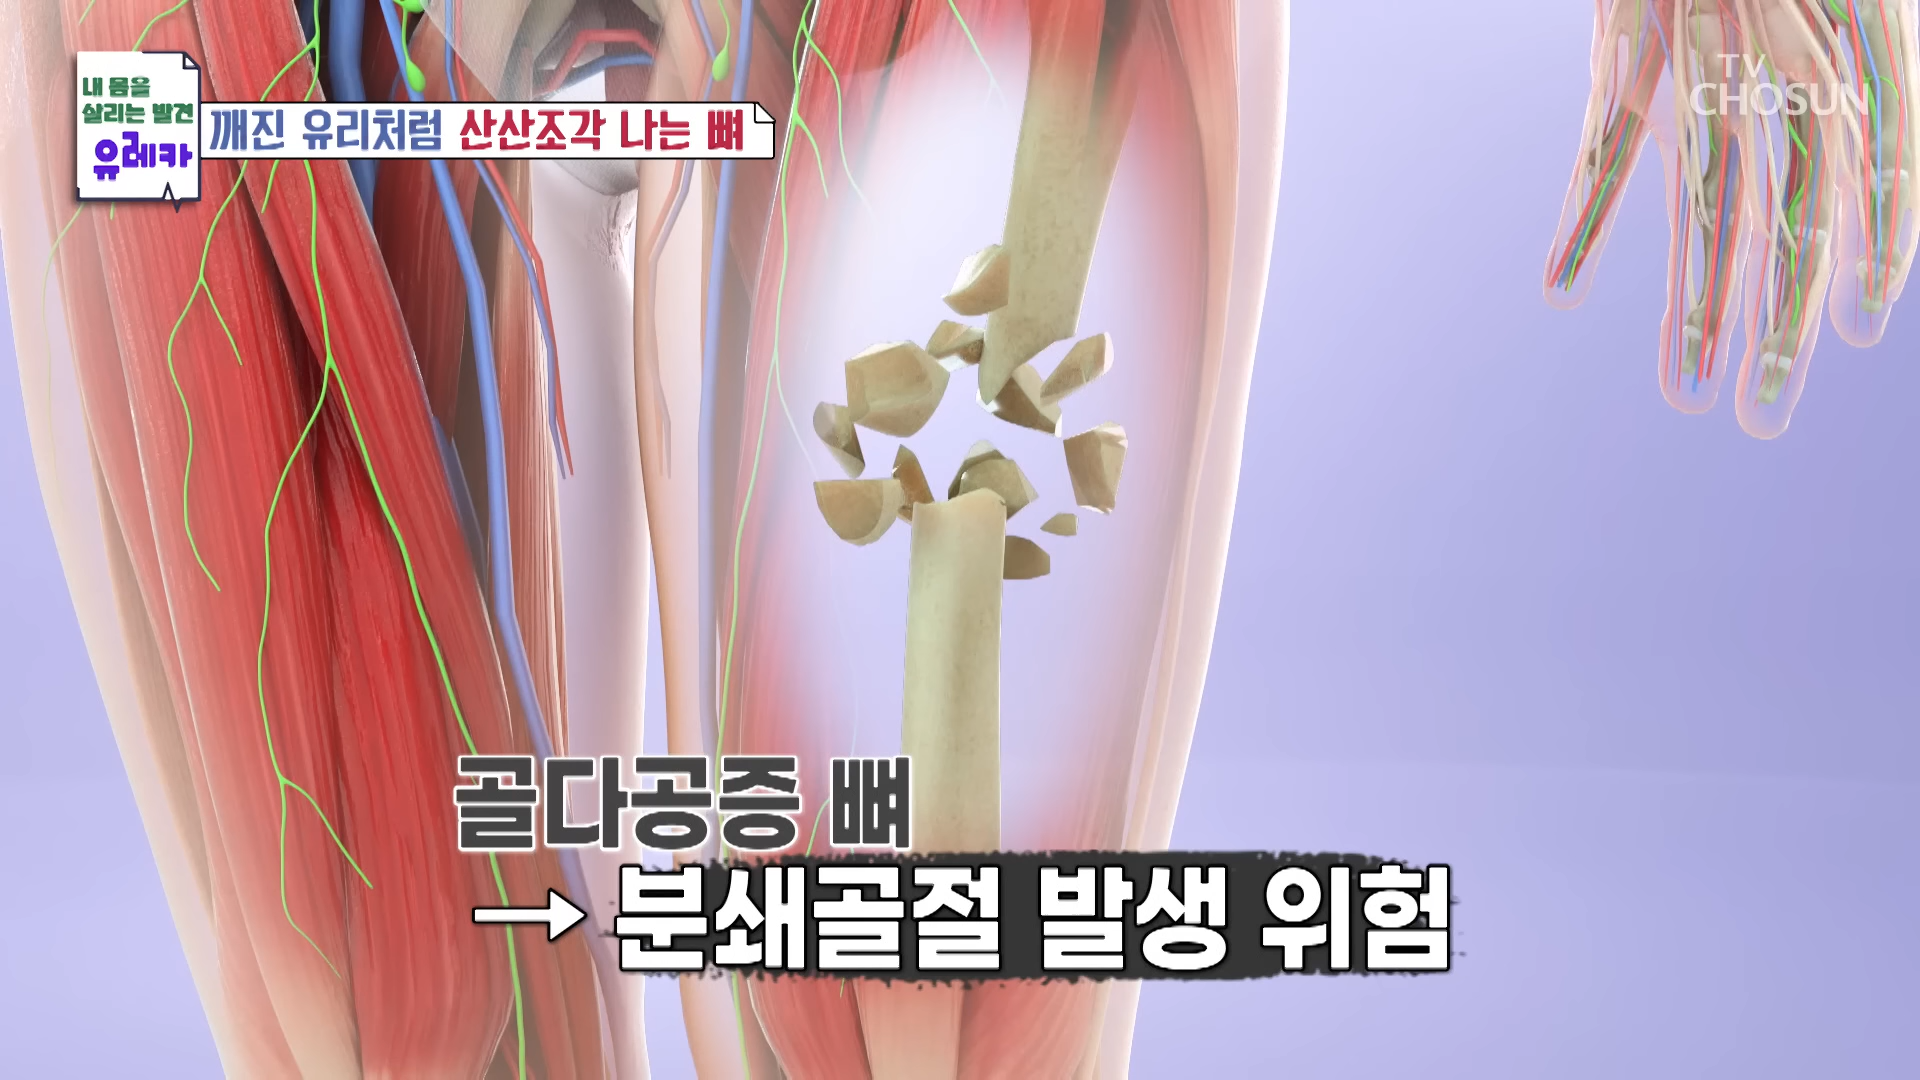 내 몸을
살리는 발견
유레카
깨진 유리처럼 산산조각 나는 뼈
TV
CHOSUN
골다공증 뼈
→ 분쇄골절 발생 위험